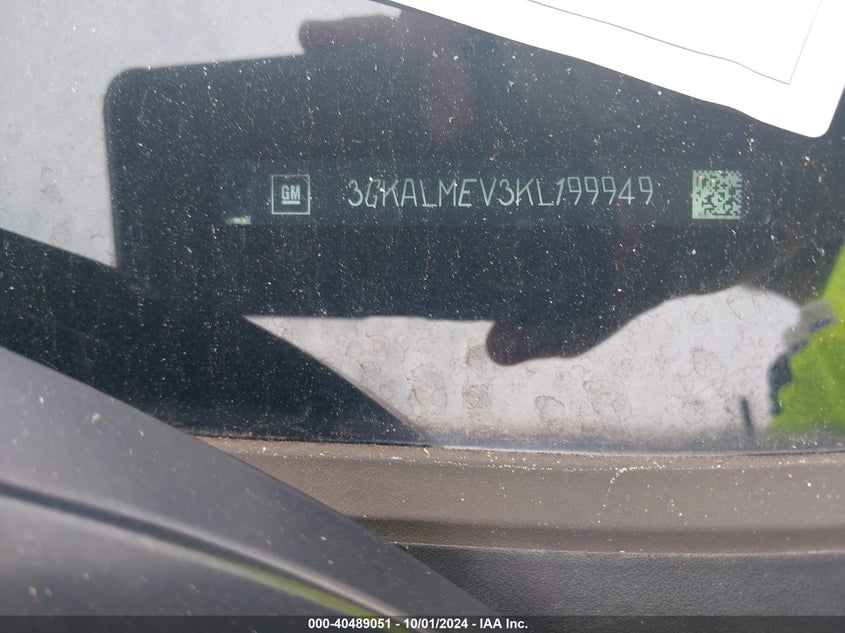 GM 3GKALMEV3KL199949
000-40489051 - 10/01/2024 - IAA Inc.